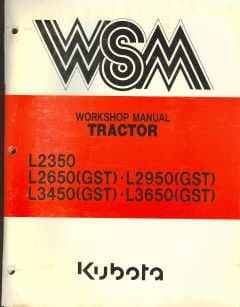 WSM
WORKSHOP MANUAL
TRACTOR
L2350
L2650(GST)·L2950(GST)
L3450(GST)·L3650(GST)
Kubota